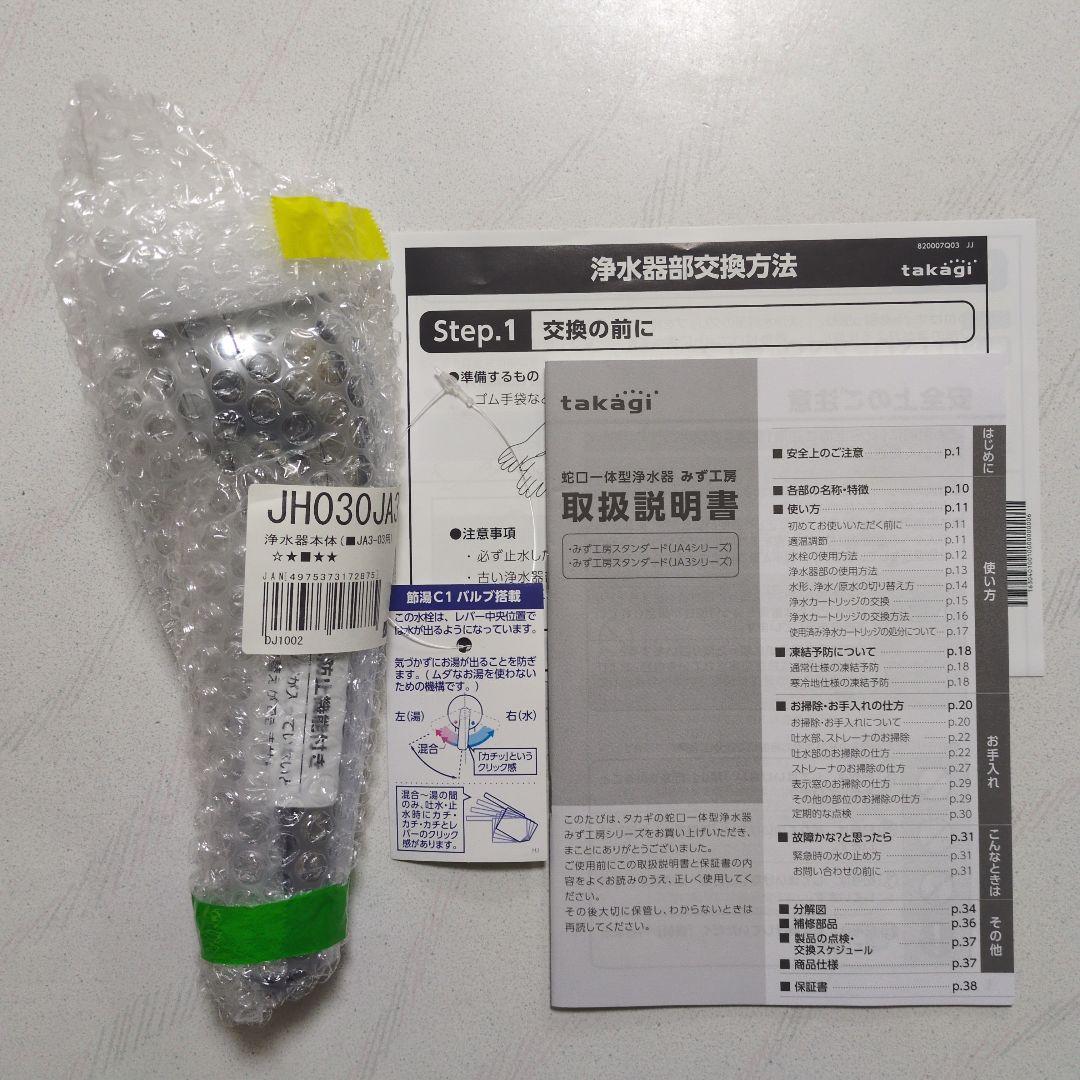 820007Q03 JJ
浄水器部交換方法
takagi
Step.1 交換の前に
●準備するもの
ゴム手袋など
●注意事項
・必ず止水した
・古い浄水器
JH030JA3
浄水器本体(■JA3-03用)
☆★■★★
JAN[4975373172875]
DJ1002
防止機能付き
節湯C1 バルブ搭載
この水栓は、レバー中央位置で
は水が出るようになっています。
気づかずにお湯が出ることを防ぎ
ます。(ムダなお湯を使わない
ための機構です。)
左(湯)
右(水)
混合
「カチッ」という
クリック感
混合~湯の間
のみ、吐水・止
水時にカチ・
カチ・カチとレ
バーのクリック
感があります。
takagi
蛇口一体型浄水器 みず工房
取扱説明書
・みず工房スタンダード(JA4シリーズ)
・みず工房スタンダード(JA3シリーズ)
このたびは、タカギの蛇口一体型浄水器
みず工房シリーズをお買い上げいただき、
まことにありがとうございました。
ご使用前にこの取扱説明書と保証書の内
容をよくお読みのうえ、正しく使用してく
ださい。
その後大切に保管し、わからないときは
再読してください。
はじめに
■ 安全上のご注意 p.1
■ 各部の名称・特徴 p.10
使い方
■ 使い方 p.11
初めてお使いいただく前に p.11
適温調節 p.11
水栓の使用方法 p.12
浄水器部の使用方法 p.13
水形、浄水/原水の切り替え方 p.14
浄水カートリッジの交換 p.15
浄水カートリッジの交換方法 p.16
使用済み浄水カートリッジの処分について p.17
■ 凍結予防について p.18
通常仕様の凍結予防 p.18
寒冷地仕様の凍結予防 p.18
お手入れ
■ お掃除・お手入れの仕方 p.20
お掃除・お手入れについて p.20
吐水部、ストレーナのお掃除 p.22
吐水部のお掃除の仕方 p.22
ストレーナのお掃除の仕方 p.27
表示窓のお掃除の仕方 p.29
その他の部位のお掃除の仕方 p.29
定期的な点検 p.30
こんなときは
■ 故障かな?と思ったら p.31
緊急時の水の止め方 p.31
お問い合わせの前に p.31
その他
■ 分解図 p.34
■ 補修部品 p.36
■ 製品の点検・
交換スケジュール p.37
■ 商品仕様 p.37
■ 保証書 p.38